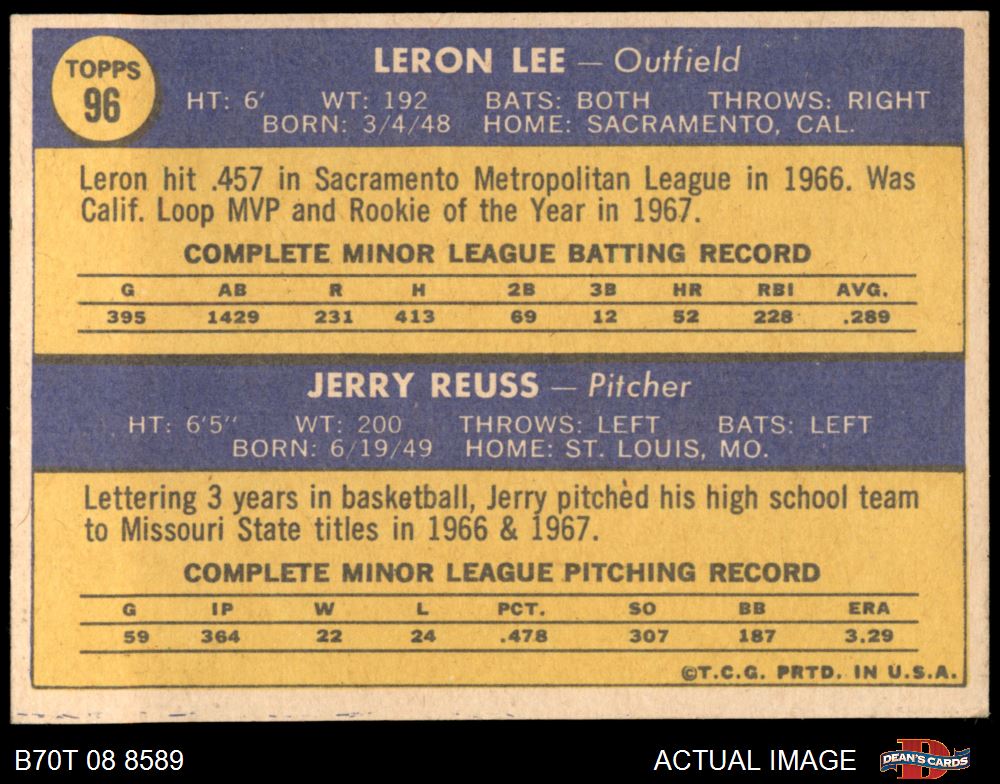 TOPPS
96
LERON LEE — Outfield
HT: 6' WT: 192 BATS: BOTH THROWS: RIGHT
BORN: 3/4/48 HOME: SACRAMENTO, CAL.
Leron hit .457 in Sacramento Metropolitan League in 1966. Was
Calif. Loop MVP and Rookie of the Year in 1967.
COMPLETE MINOR LEAGUE BATTING RECORD
G AB R H 2B 3B HR RBI AVG.
395 1429 231 413 69 12 52 228 .289
JERRY REUSS — Pitcher
HT: 6'5" WT: 200 THROWS: LEFT BATS: LEFT
BORN: 6/19/49 HOME: ST. LOUIS, MO.
Lettering 3 years in basketball, Jerry pitched his high school team
to Missouri State titles in 1966 & 1967.
COMPLETE MINOR LEAGUE PITCHING RECORD
G IP W L PCT. SO BB ERA
59 364 22 24 .478 307 187 3.29
©T.C.G. PRTD. IN U.S.A.
B70T 08 8589 ACTUAL IMAGE DEAN'S CARDS